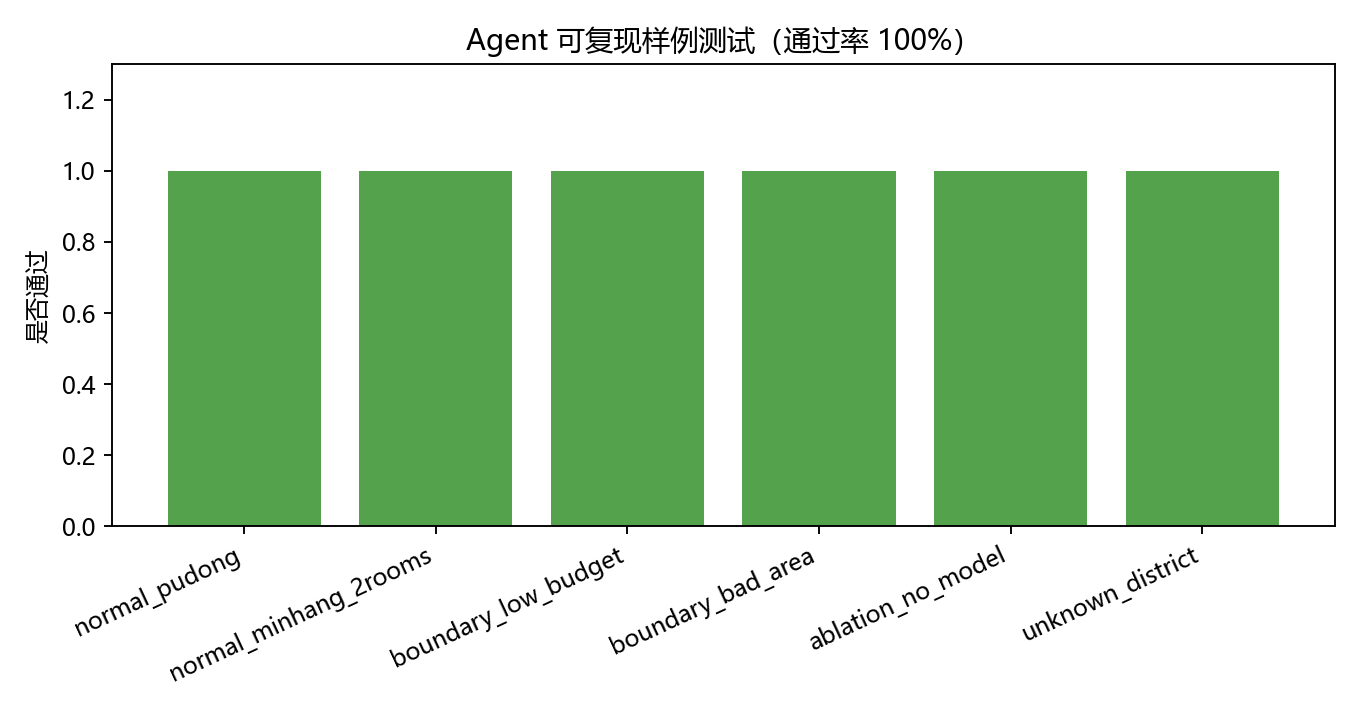 Agent 可复现样例测试（通过率 100%）
是否通过
1.2
1.0
0.8
0.6
0.4
0.2
0.0
normal_pudong
normal_minhang_2rooms
boundary_low_budget
boundary_bad_area
ablation_no_model
unknown_district